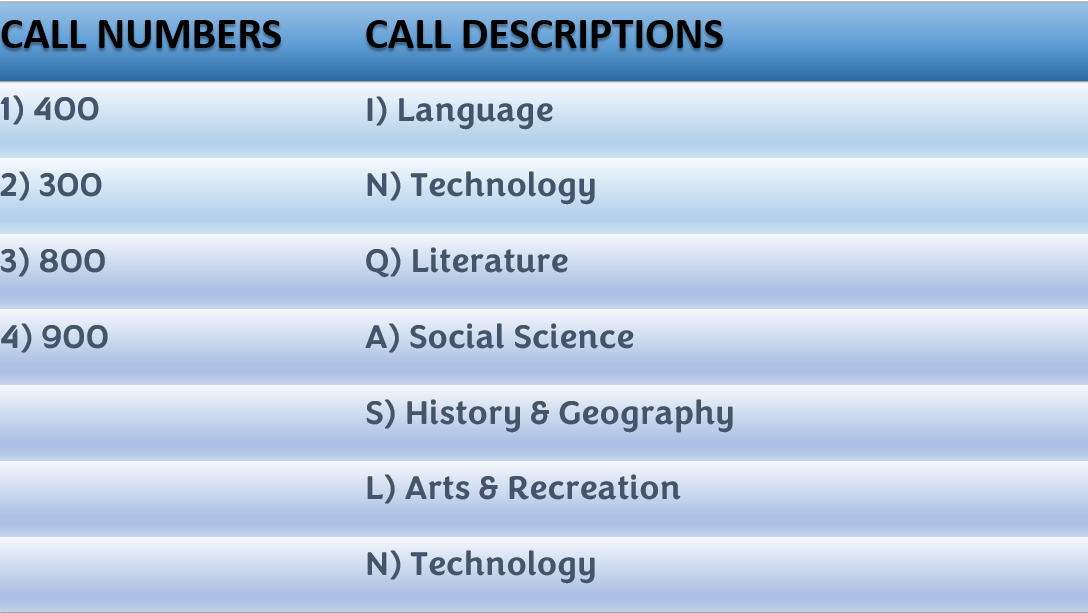 CALL NUMBERS CALL DESCRIPTIONS
1) 400 I) Language
2) 300 N) Technology
3) 800 Q) Literature
4) 900 A) Social Science
S) History & Geography
L) Arts & Recreation
N) Technology